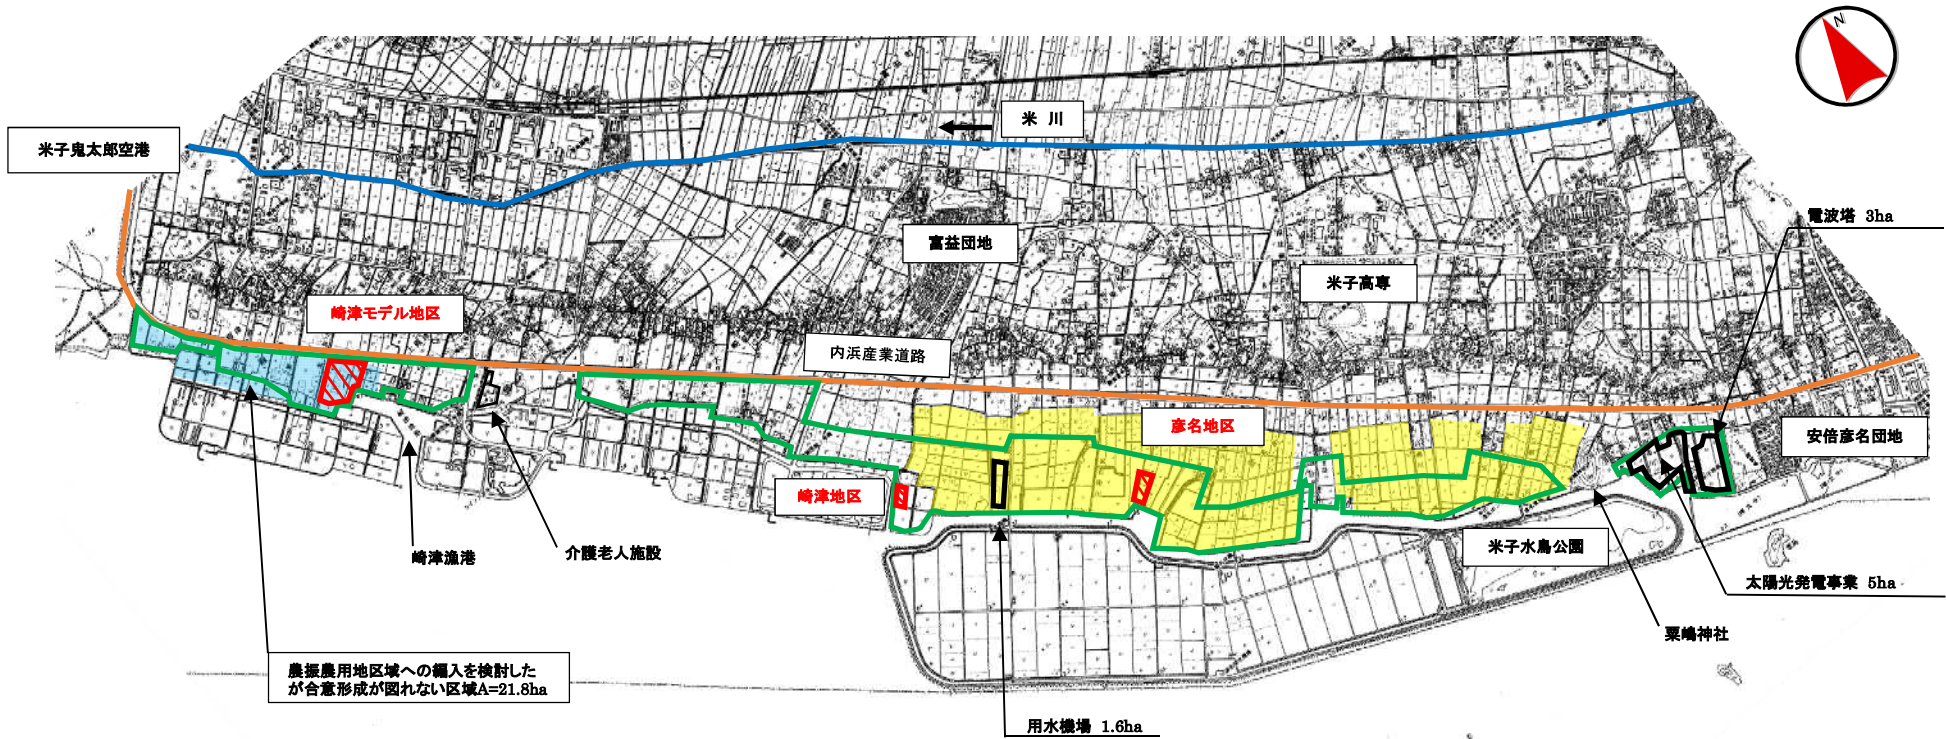 N
米 川
米子鬼太郎空港
電波塔 3ha
富益団地
米子高専
崎津モデル地区
内浜産業道路
彦名地区
安倍彦名団地
崎津地区
米子水鳥公園
崎津漁港
介護老人施設
太陽光発電事業 5ha
粟嶋神社
農振農用地区域への編入を検討した
が合意形成が図れない区域A=21.8ha
用水機場 1.6ha